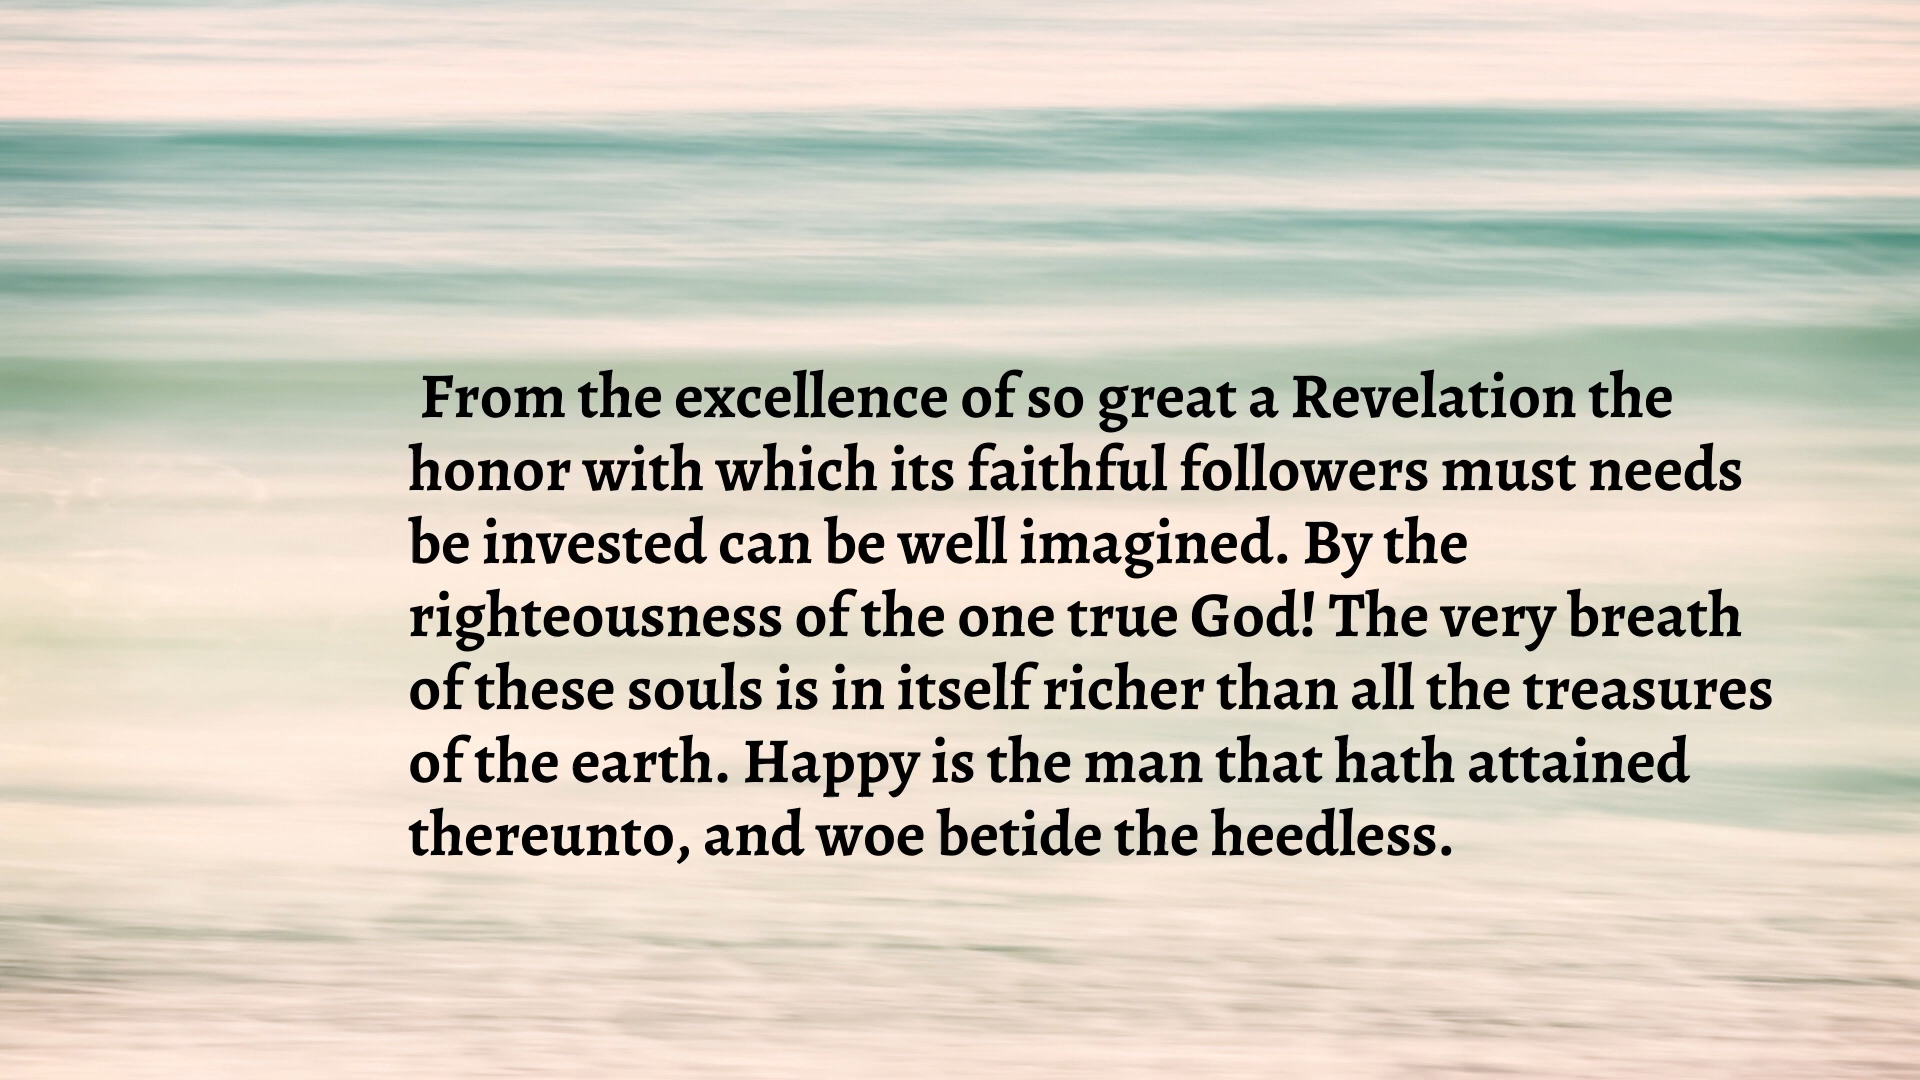 From the excellence of so great a Revelation the
honor with which its faithful followers must needs
be invested can be well imagined. By the
righteousness of the one true God! The very breath
of these souls is in itself richer than all the treasures
of the earth. Happy is the man that hath attained
thereunto, and woe betide the heedless.